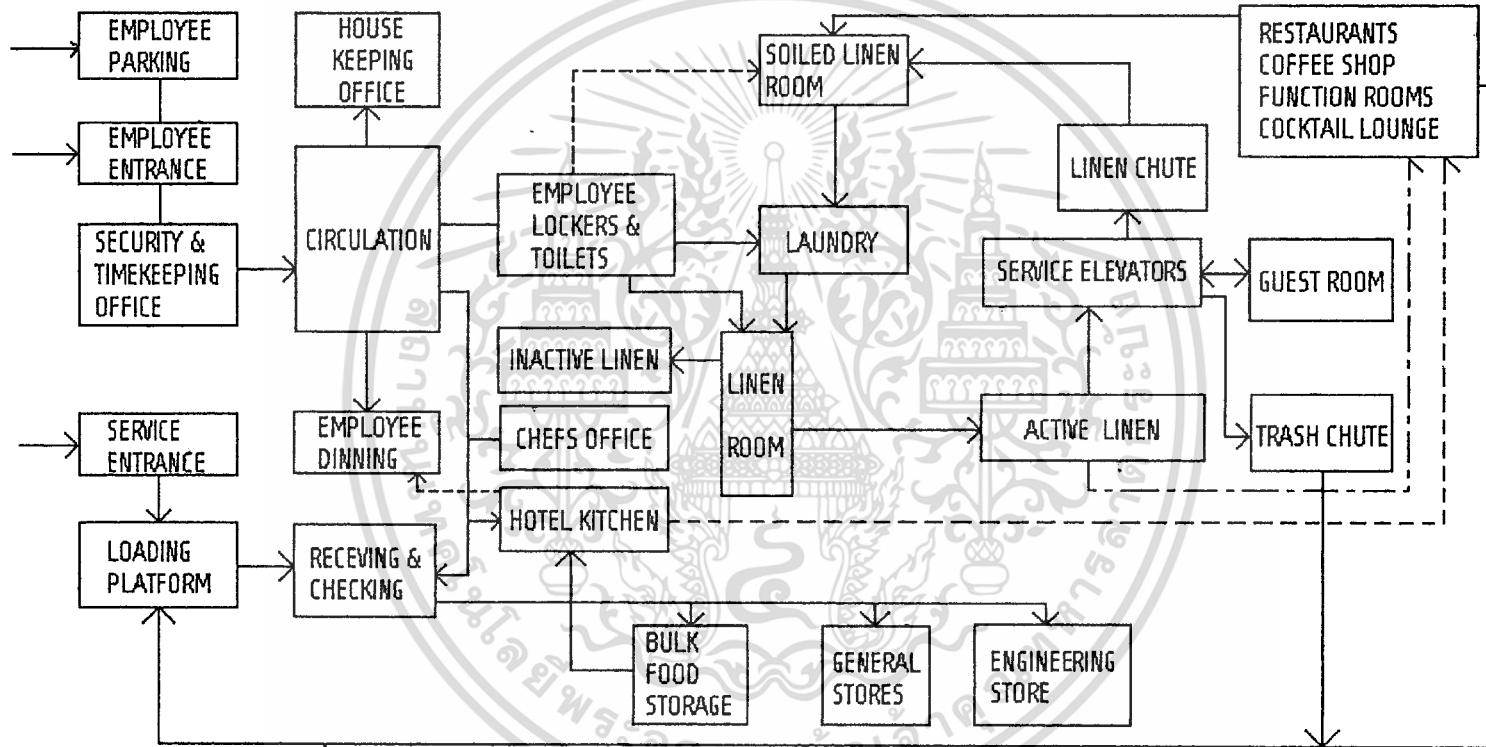 EMPLOYEE
PARKING
HOUSE
KEEPING
OFFICE
SOILED LINEN
ROOM
RESTAURANTS
COFFEE SHOP
FUNCTION ROOMS
COCKTAIL LOUNGE
EMPLOYEE
ENTRANCE
LINEN CHUTE
SECURITY &
TIMEKEEPING
OFFICE
CIRCULATION
EMPLOYEE
LOCKERS &
TOILETS
LAUNDRY
SERVICE ELEVATORS
GUEST ROOM
INACTIVE LINEN
LINEN
ROOM
SERVICE
ENTRANCE
EMPLOYEE
DINNING
CHEFS OFFICE
ACTIVE LINEN
TRASH CHUTE
HOTEL KITCHEN
LOADING
PLATFORM
RECEVING &
CHECKING
BULK
FOOD
STORAGE
GENERAL
STORES
ENGINEERING
STORE